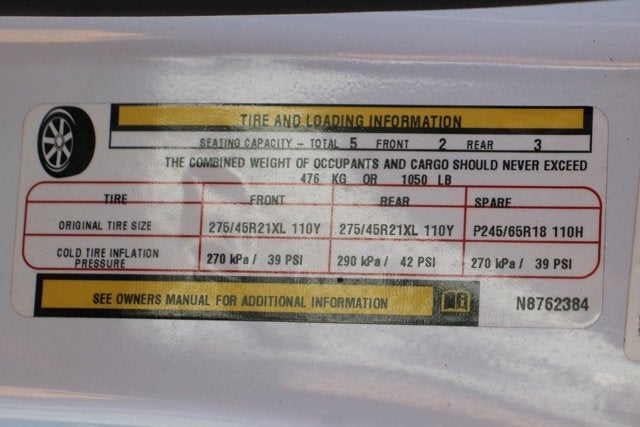 TIRE AND LOADING INFORMATION
SEATING CAPACITY - TOTAL 5 FRONT 2 REAR 3
THE COMBINED WEIGHT OF OCCUPANTS AND CARGO SHOULD NEVER EXCEED
476 KG OR 1050 LB
TIRE FRONT REAR SPARE
ORIGINAL TIRE SIZE 275/45R21XL 110Y 275/45R21XL 110Y P245/65R18 110H
COLD TIRE INFLATION
PRESSURE 270 kPa / 39 PSI 290 kPa / 42 PSI 270 kPa / 39 PSI
SEE OWNERS MANUAL FOR ADDITIONAL INFORMATION
N8762384